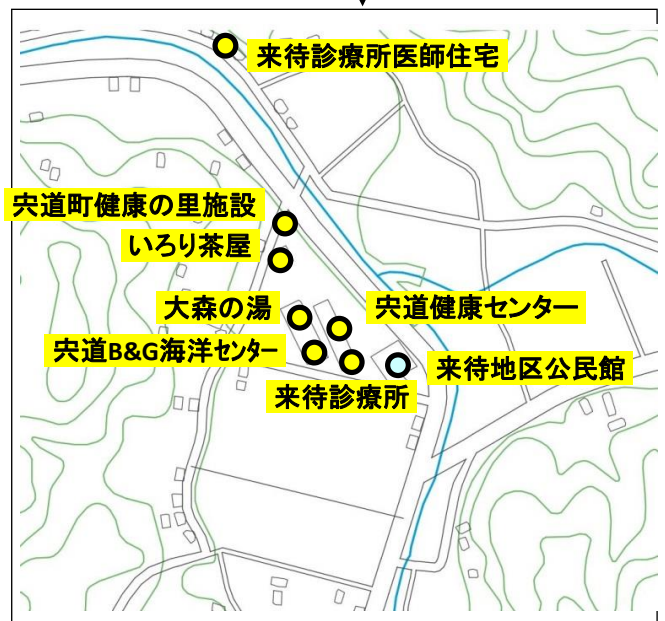 来待診療所医師住宅
宍道町健康の里施設
いろり茶屋
大森の湯
宍道健康センター
宍道B&G海洋センター
来待地区公民館
来待診療所